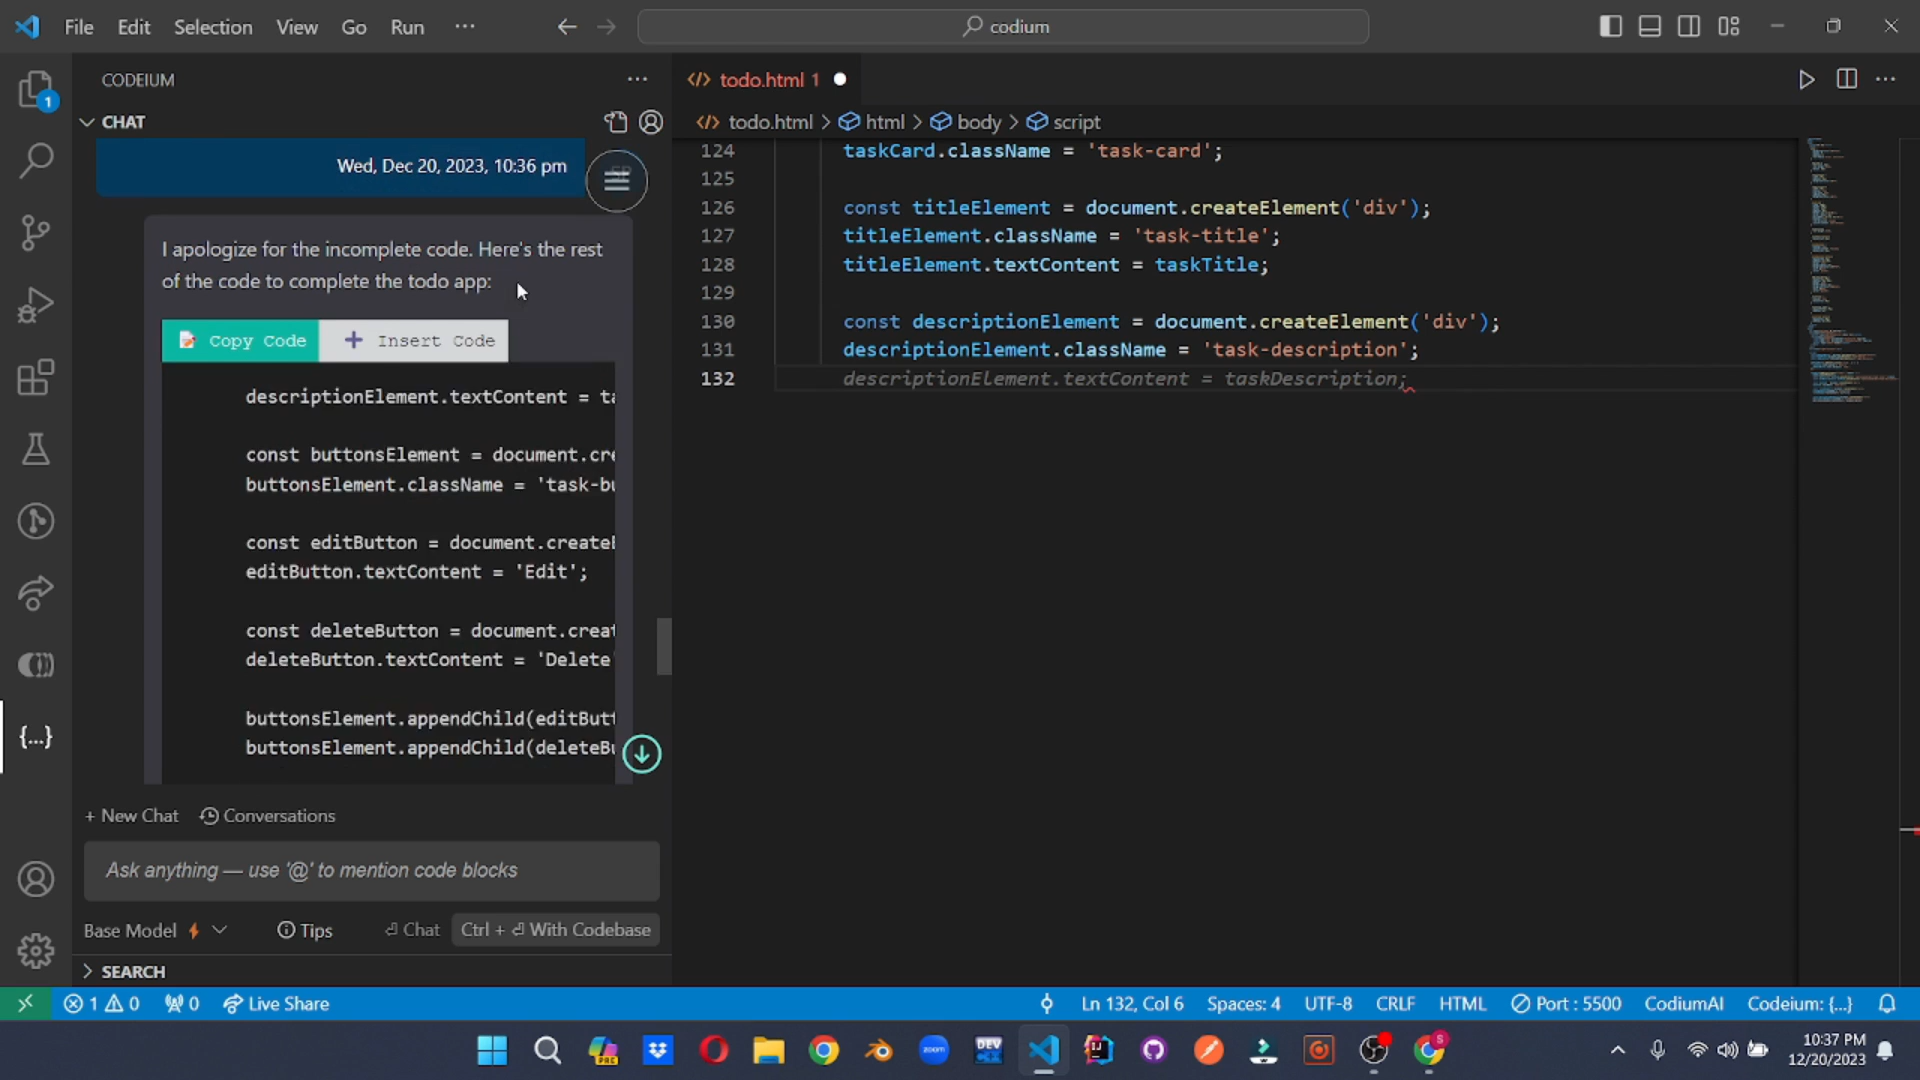 File Edit Selection View Go Run ···
codium
CODEIUM ···
CHAT
Wed, Dec 20, 2023, 10:36 pm
I apologize for the incomplete code. Here's the rest
of the code to complete the todo app:
Copy Code + Insert Code
descriptionElement.textContent = ta
const buttonsElement = document.cre
buttonsElement.className = 'task-bu
const editButton = document.createE
editButton.textContent = 'Edit';
const deleteButton = document.creat
deleteButton.textContent = 'Delete'
buttonsElement.appendChild(editButt
buttonsElement.appendChild(deleteBu
+ New Chat Conversations
Ask anything — use '@' to mention code blocks
Base Model Tips ⏎ Chat Ctrl + ⏎ With Codebase
SEARCH
todo.html 1
todo.html > html > body > script
124 taskCard.className = 'task-card';
125
126 const titleElement = document.createElement('div');
127 titleElement.className = 'task-title';
128 titleElement.textContent = taskTitle;
129
130 const descriptionElement = document.createElement('div');
131 descriptionElement.className = 'task-description';
132 descriptionElement.textContent = taskDescription;
1 0 0 Live Share Ln 132, Col 6 Spaces: 4 UTF-8 CRLF HTML Port : 5500 CodiumAI Codeium: {...}
10:37 PM
12/20/2023
1
{...}
PRE
zoom
DEV
IJ
S